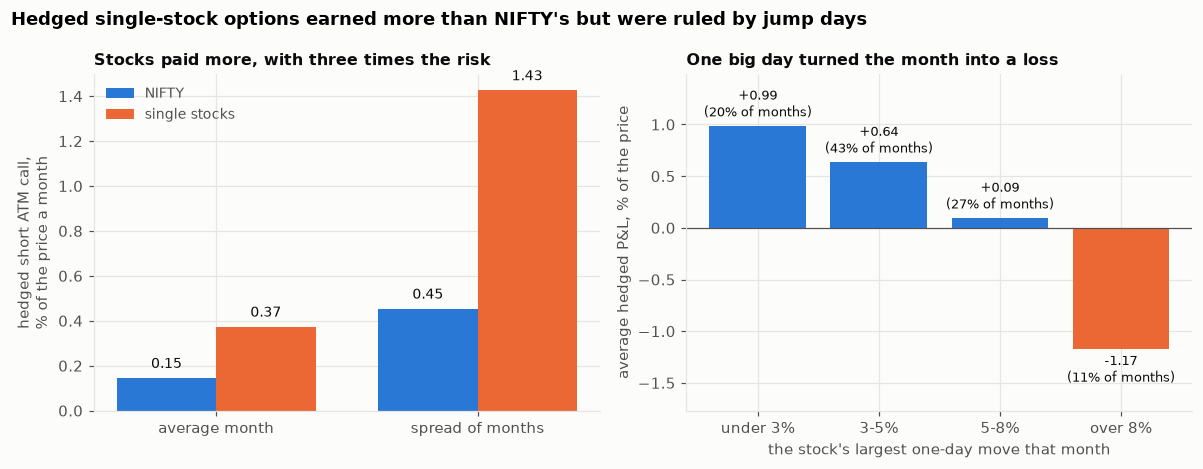 Hedged single-stock options earned more than NIFTY's but were ruled by jump days
Stocks paid more, with three times the risk
hedged short ATM call,
% of the price a month
1.4
1.2
1.0
0.8
0.6
0.4
0.2
0.0
NIFTY
single stocks
0.15
0.37
0.45
1.43
average month
spread of months
One big day turned the month into a loss
average hedged P&L, % of the price
1.0
0.5
0.0
−0.5
−1.0
−1.5
+0.99
(20% of months)
+0.64
(43% of months)
+0.09
(27% of months)
-1.17
(11% of months)
under 3%
3-5%
5-8%
over 8%
the stock's largest one-day move that month